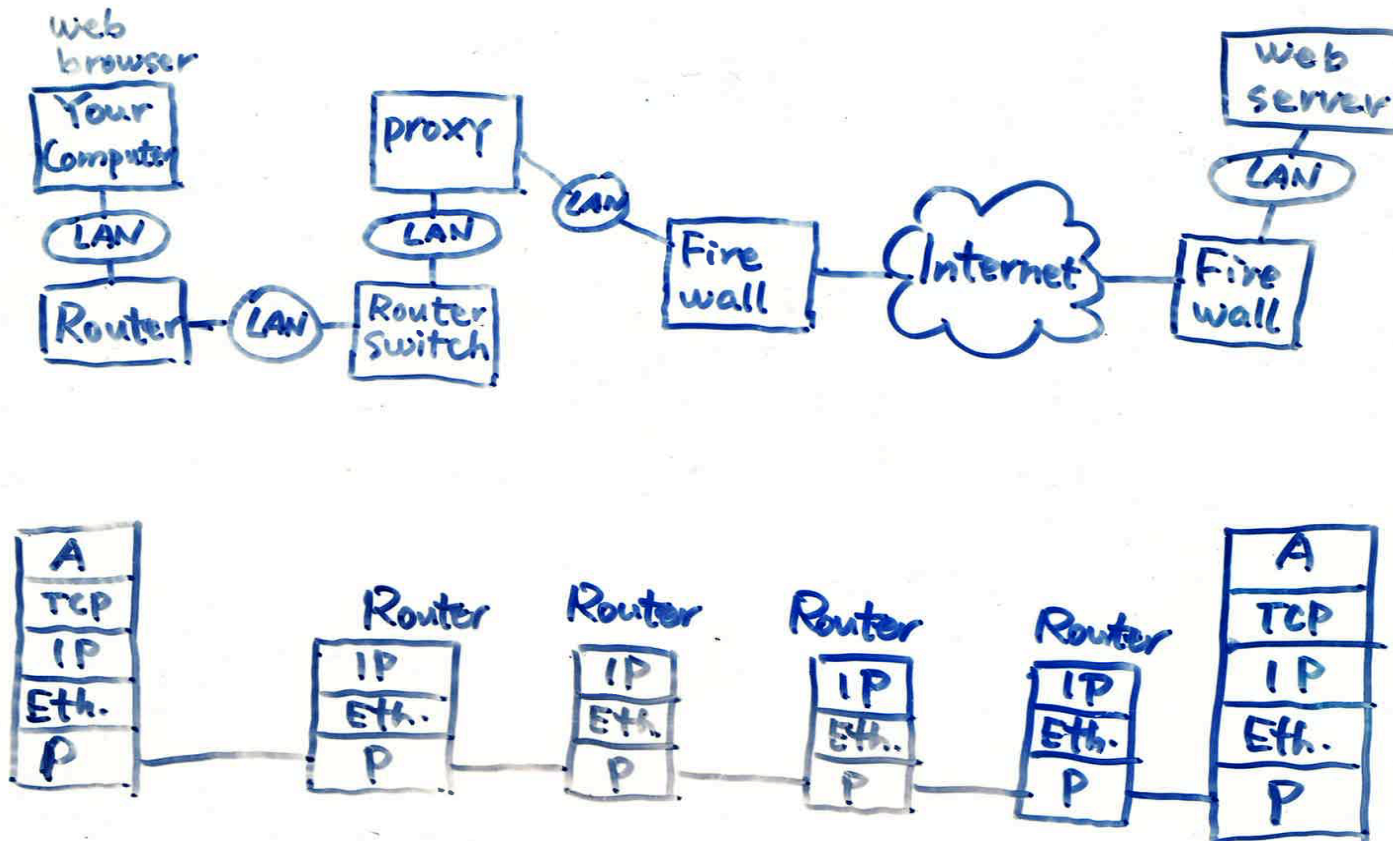 web
browser
Your
Computer
LAN
Router
LAN
proxy
LAN
Router
switch
LAN
Fire
wall
Internet
Fire
wall
LAN
web
server
A
TCP
IP
Eth.
P
Router
IP
Eth.
P
Router
IP
Eth
P
Router
IP
Eth.
P
Router
IP
Eth.
P
A
TCP
IP
Eth.
P